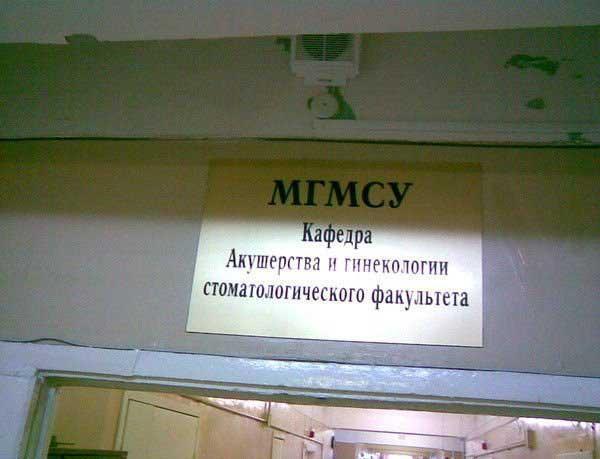 МГМСУ
Кафедра
Акушерства и гинекологии
стоматологического факультета